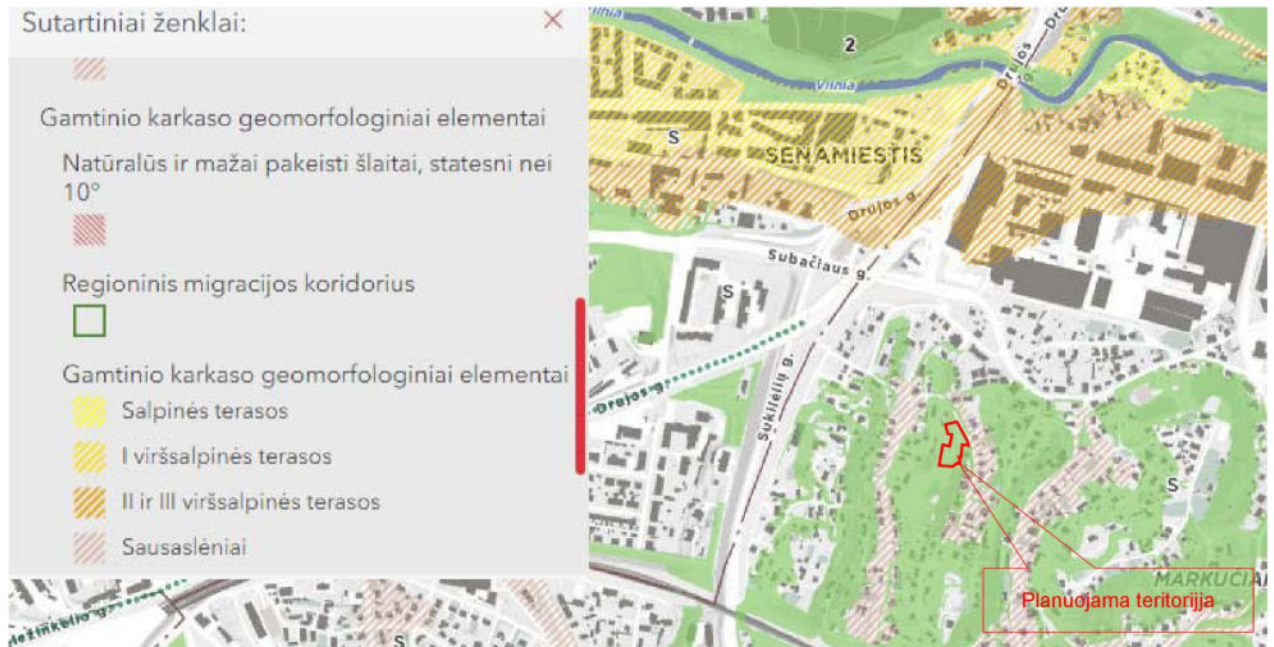 Sutartiniai ženklai:
Gamtinio karkaso geomorfologiniai elementai
Natūralūs ir mažai pakeisti šlaitai, statesni nei
10°
Regioninis migracijos koridorius
Gamtinio karkaso geomorfologiniai elementai
Salpinės terasos
I viršsalpinės terasos
II ir III viršsalpinės terasos
Sausaslėniai
2
Drujos g.
Vilnia
S
SENAMIESTIS
Drujos g.
Subačiaus g.
S
Drujos g.
Sukilėlių g.
S
MARKUČIAI
Planuojama teritorijja
S